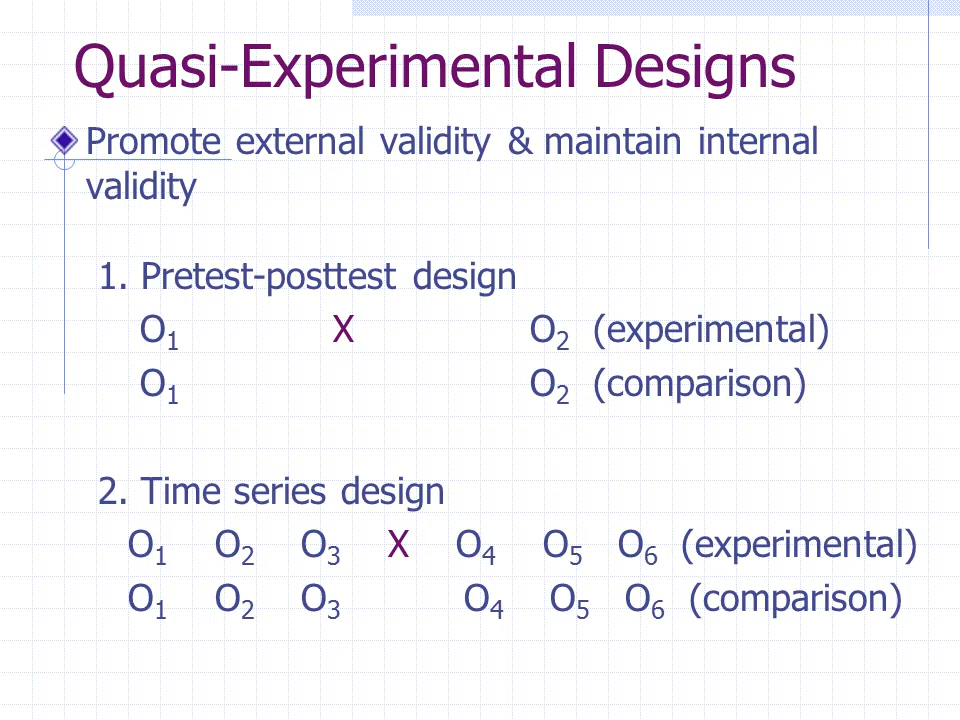 Quasi-Experimental Designs
Promote external validity & maintain internal
validity
1. Pretest-posttest design
O₁ X O₂ (experimental)
O₁ O₂ (comparison)
2. Time series design
O₁ O₂ O₃ X O₄ O₅ O₆ (experimental)
O₁ O₂ O₃ O₄ O₅ O₆ (comparison)